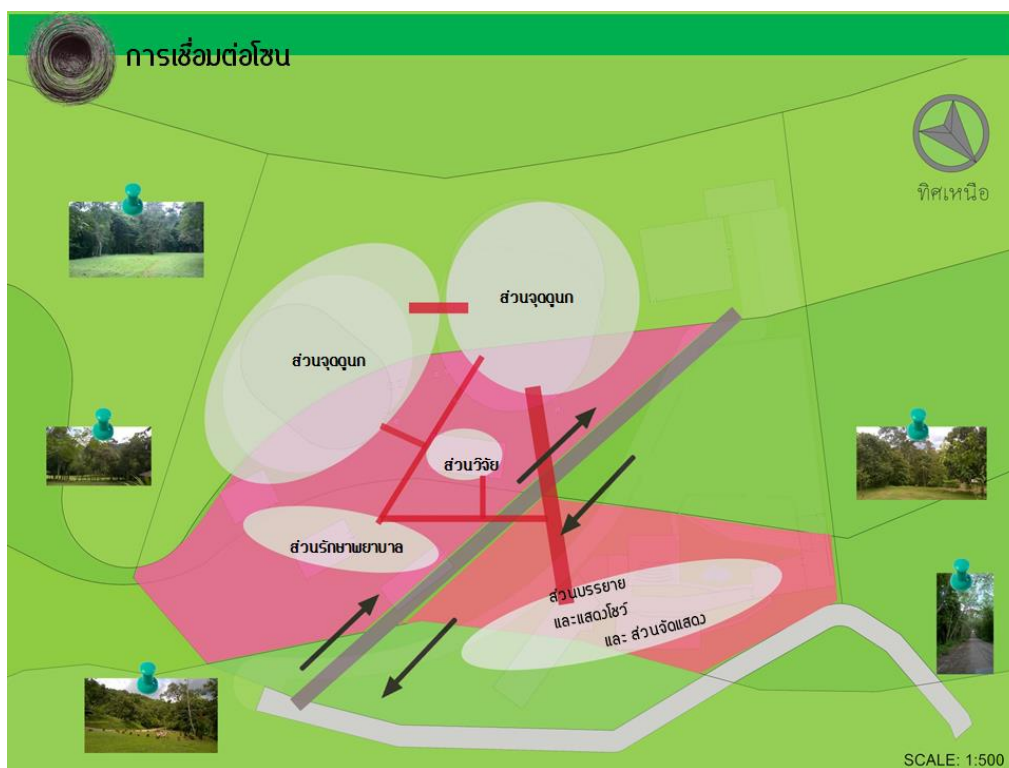 การเชื่อมต่อโซน
ทิศเหนือ
ส่วนจุดดูนก
ส่วนจุดดูนก
ส่วนวิจัย
ส่วนรักษาพยาบาล
ส่วนบรรยาย
และแสดงโชว์
และ ส่วนจัดแสดง
SCALE: 1:500